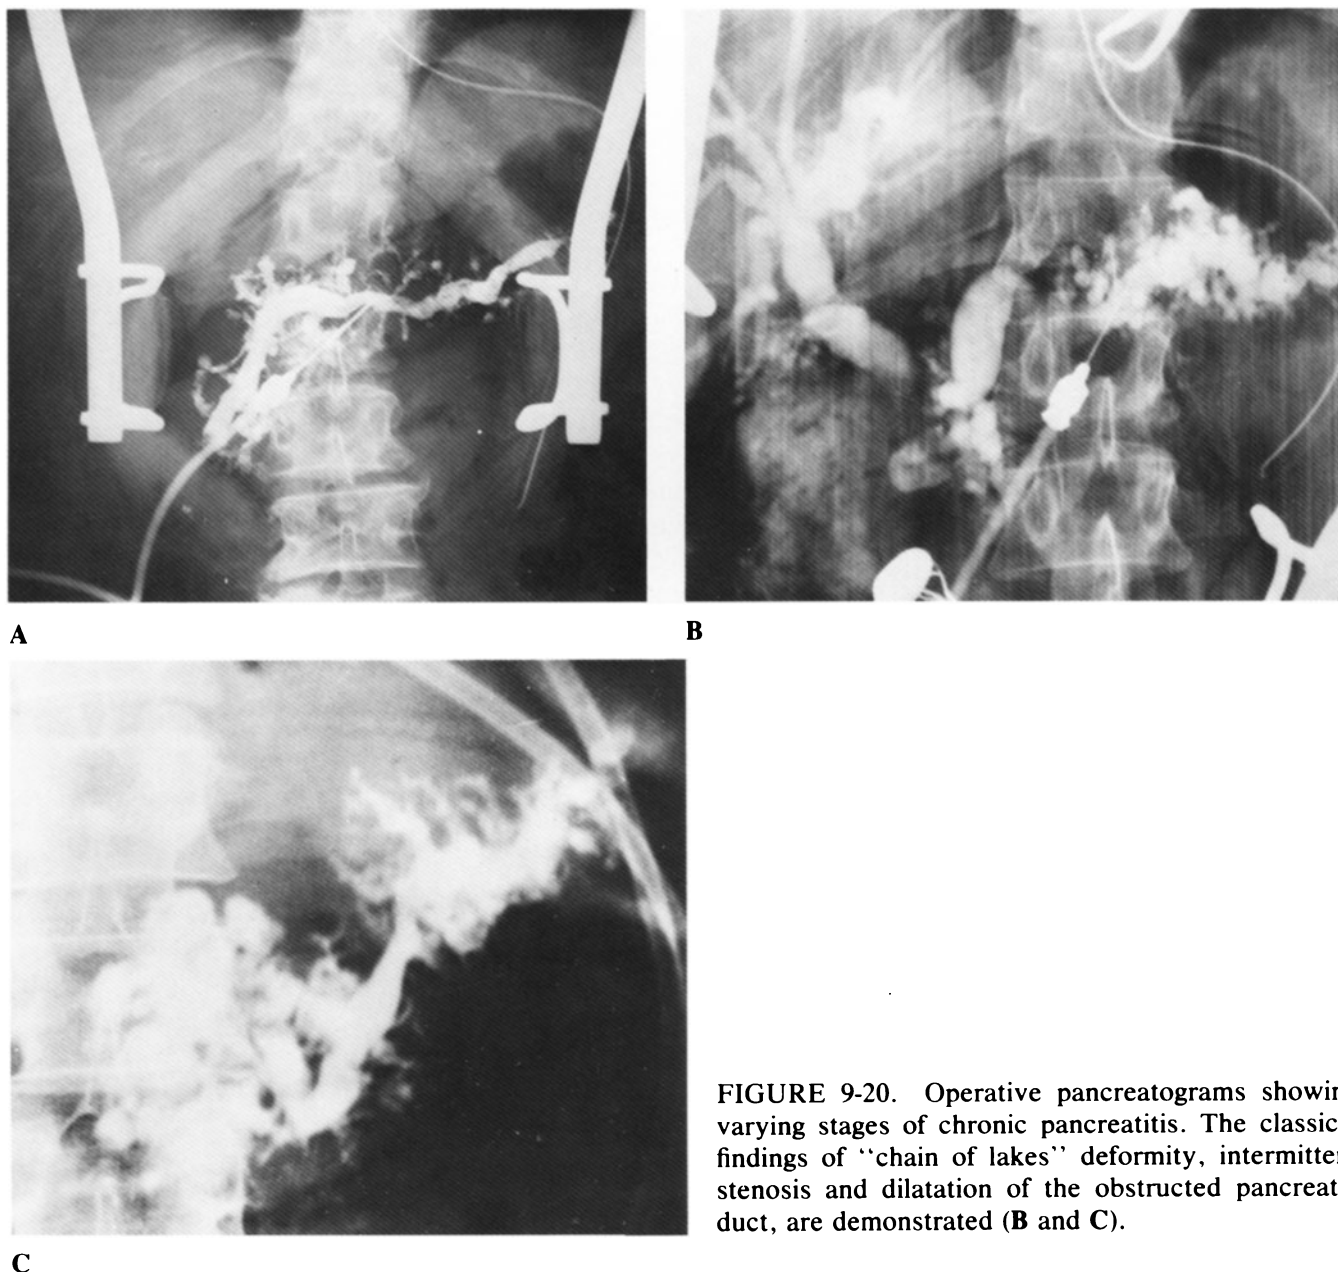 A
B
C
FIGURE 9-20. Operative pancreatograms showin
varying stages of chronic pancreatitis. The classic
findings of “chain of lakes” deformity, intermitten
stenosis and dilatation of the obstructed pancreat
duct, are demonstrated (B and C).